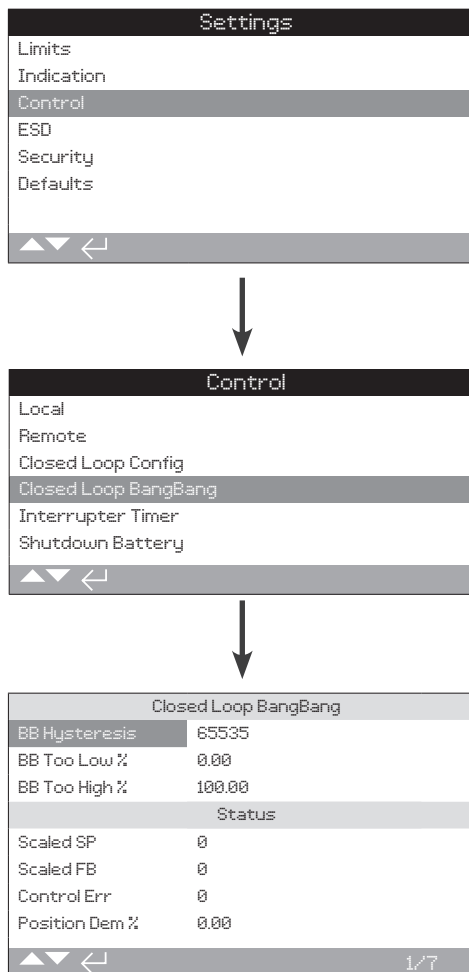 Settings
Limits
Indication
Control
ESD
Security
Defaults
Control
Local
Remote
Closed Loop Config
Closed Loop BangBang
Interrupter Timer
Shutdown Battery
Closed Loop BangBang
BB Hysteresis 65535
BB Too Low % 0.00
BB Too High % 100.00
Status
Scaled SP 0
Scaled FB 0
Control Err 0
Position Dem % 0.00
1/7